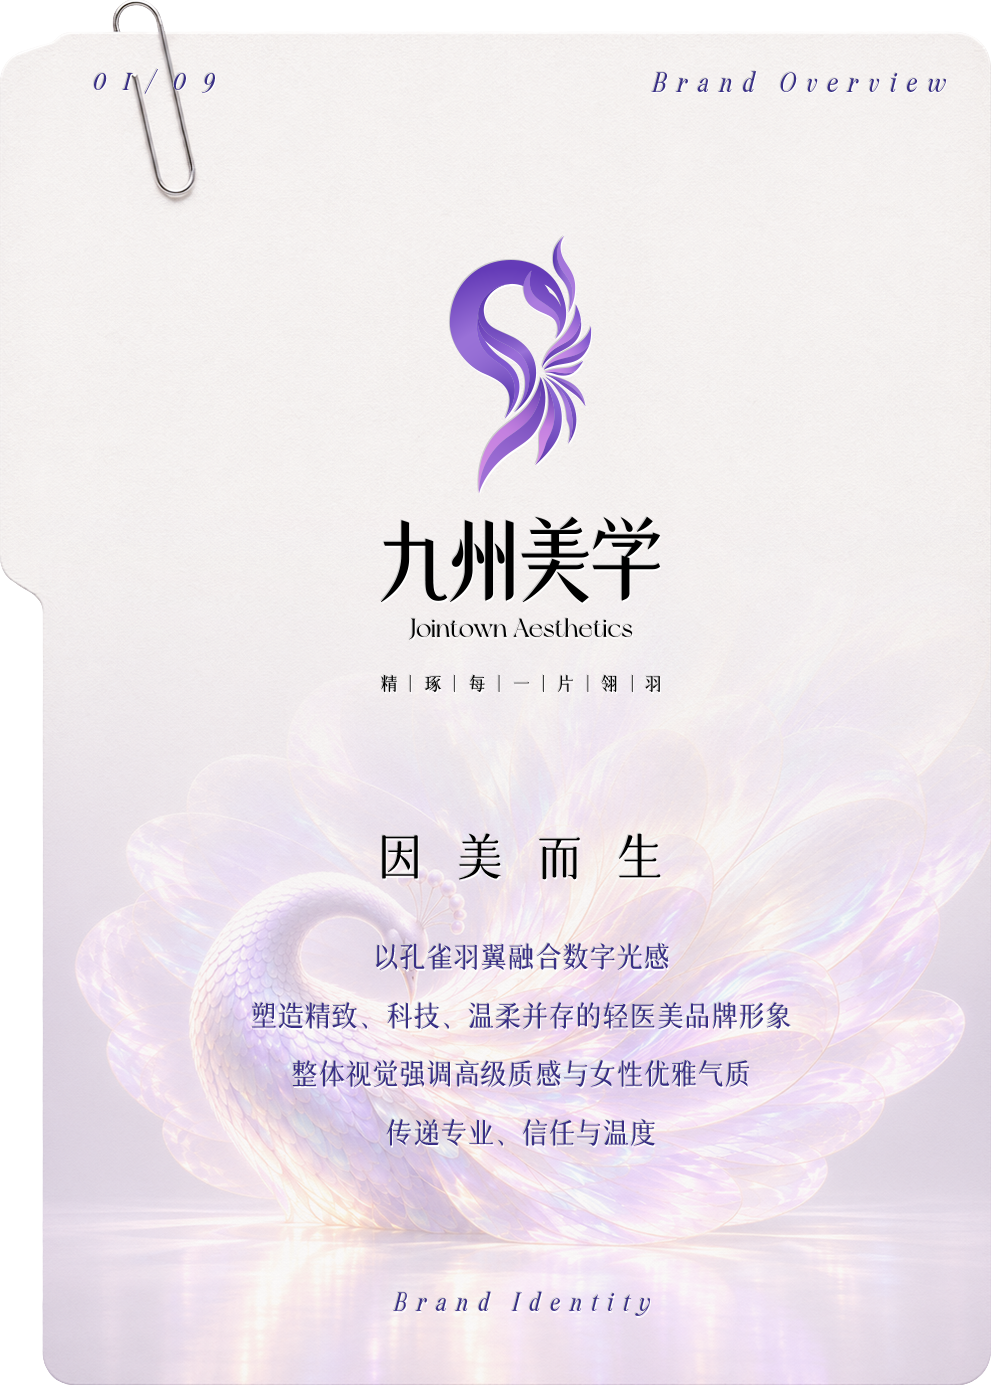 01/09
Brand Overview
九州美学
Jointown Aesthetics
精|琢|每|一|片|翎|羽
因美而生
以孔雀羽翼融合数字光感
塑造精致、科技、温柔并存的轻医美品牌形象
整体视觉强调高级质感与女性优雅气质
传递专业、信任与温度
Brand Identity